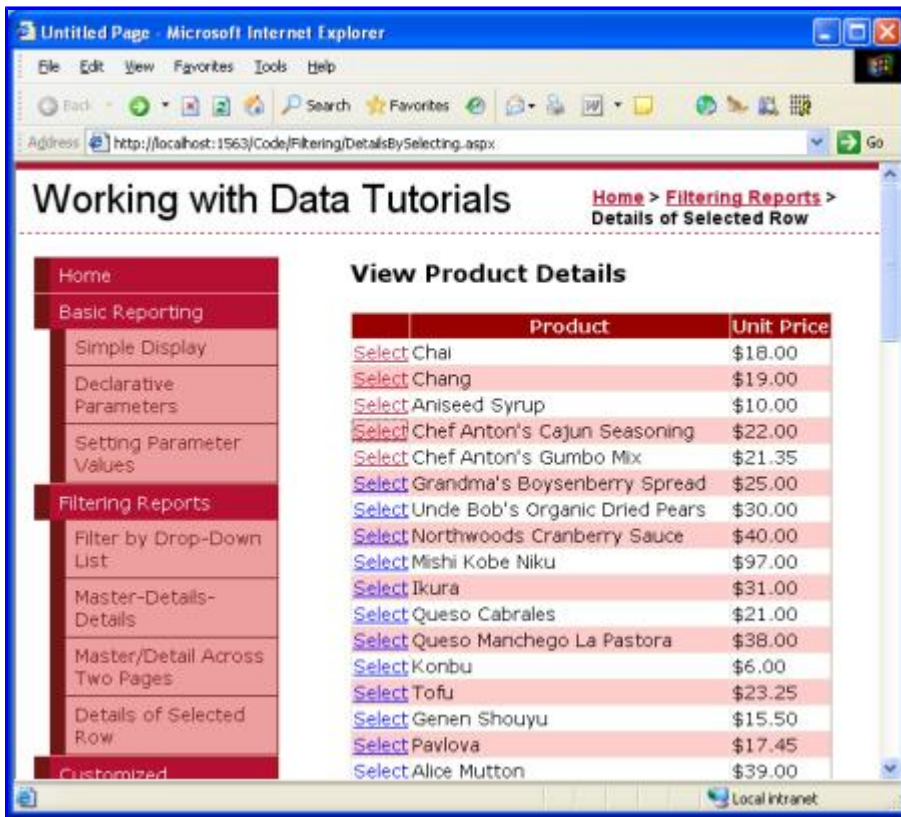 Untitled Page - Microsoft Internet Explorer
File Edit View Favorites Tools Help
Back Search Favorites
Address http://localhost:1563/Code/Filtering/DetailsBySelecting.aspx Go
Working with Data Tutorials
Home > Filtering Reports >
Details of Selected Row
Home
Basic Reporting
Simple Display
Declarative
Parameters
Setting Parameter
Values
Filtering Reports
Filter by Drop-Down
List
Master-Details-
Details
Master/Detail Across
Two Pages
Details of Selected
Row
Customized
View Product Details
Product Unit Price
Select Chai $18.00
Select Chang $19.00
Select Aniseed Syrup $10.00
Select Chef Anton's Cajun Seasoning $22.00
Select Chef Anton's Gumbo Mix $21.35
Select Grandma's Boysenberry Spread $25.00
Select Uncle Bob's Organic Dried Pears $30.00
Select Northwoods Cranberry Sauce $40.00
Select Mishi Kobe Niku $97.00
Select Ikura $31.00
Select Queso Cabrales $21.00
Select Queso Manchego La Pastora $38.00
Select Konbu $6.00
Select Tofu $23.25
Select Genen Shouyu $15.50
Select Pavlova $17.45
Select Alice Mutton $39.00
Local intranet